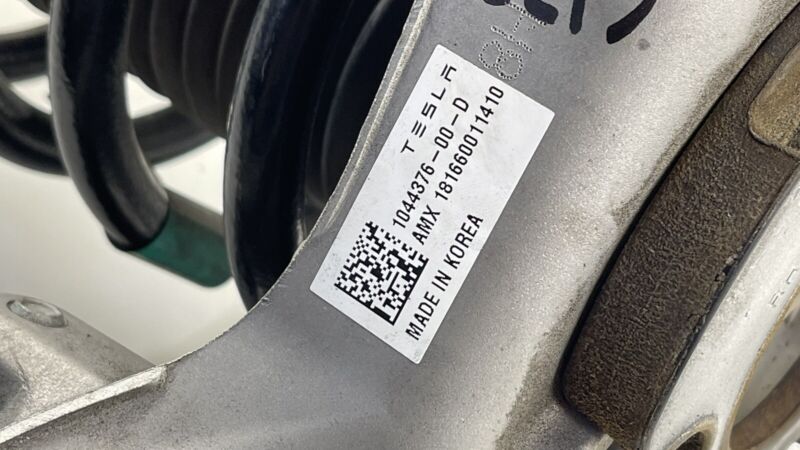 TESLA
1044376-00-D
AMX 181660011410
MADE IN KOREA